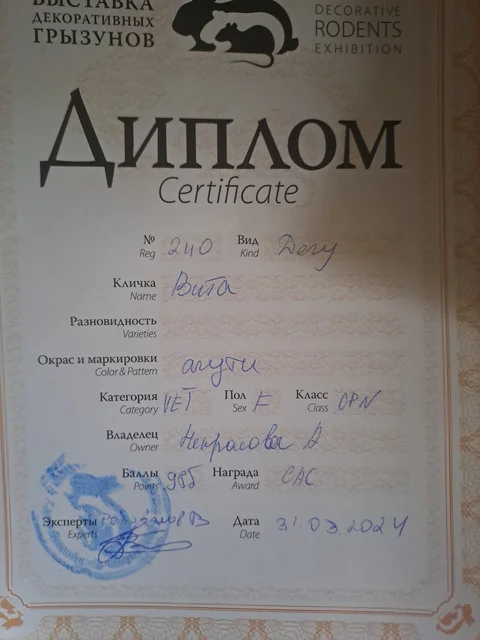 ВЫСТАВКА
ДЕКОРАТИВНЫХ
ГРЫЗУНОВ
DECORATIVE
RODENTS
EXHIBITION
ДИПЛОМ
Certificate
№ 240 Вид Дегу
Reg Kind
Кличка Вита
Name
Разновидность
Varieties
Окрас и маркировки агути
Color & Pattern
Категория VET Пол F Класс OPN
Category Sex Class
Владелец Некрасова А
Owner
Баллы 98б Награда CAC
Points Award
Эксперты Дата 31.03.2024
Experts Date